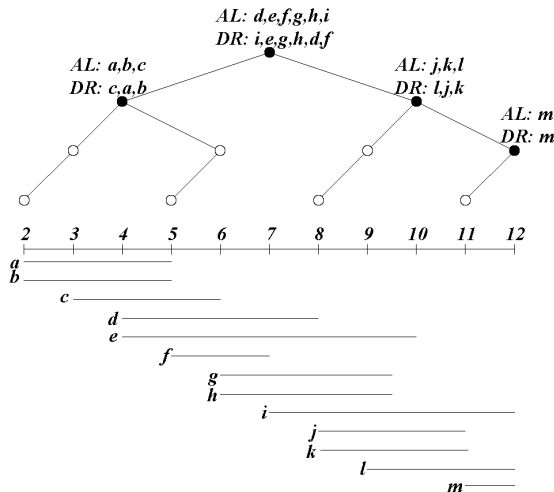 AL: d,e,f,g,h,i
DR: i,e,g,h,d,f
AL: a,b,c
DR: c,a,b
AL: j,k,l
DR: l,j,k
AL: m
DR: m
2 3 4 5 6 7 8 9 10 11 12
a
b
c
d
e
f
g
h
i
j
k
l
m